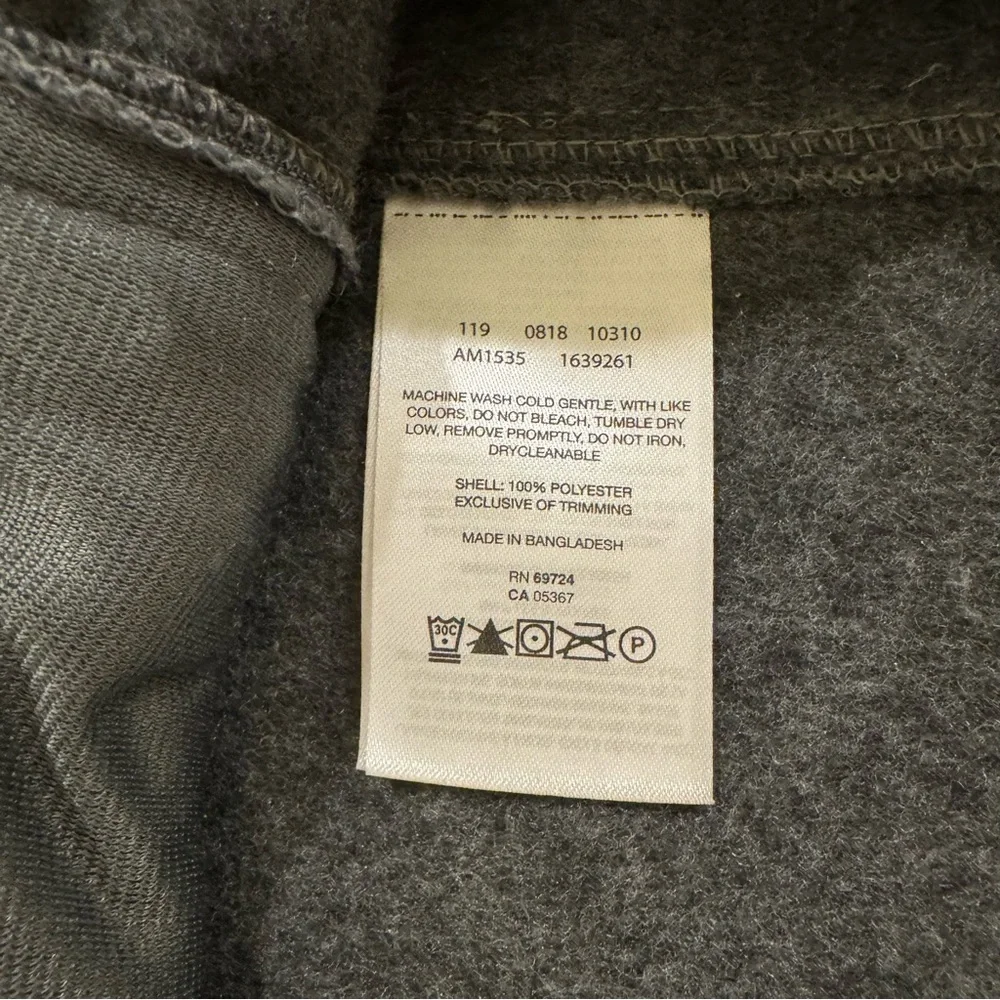 119 0818 10310
AM1535 1639261
MACHINE WASH COLD GENTLE, WITH LIKE
COLORS, DO NOT BLEACH, TUMBLE DRY
LOW, REMOVE PROMPTLY, DO NOT IRON,
DRYCLEANABLE
SHELL: 100% POLYESTER
EXCLUSIVE OF TRIMMING
MADE IN BANGLADESH
RN 69724
CA 05367
30C P